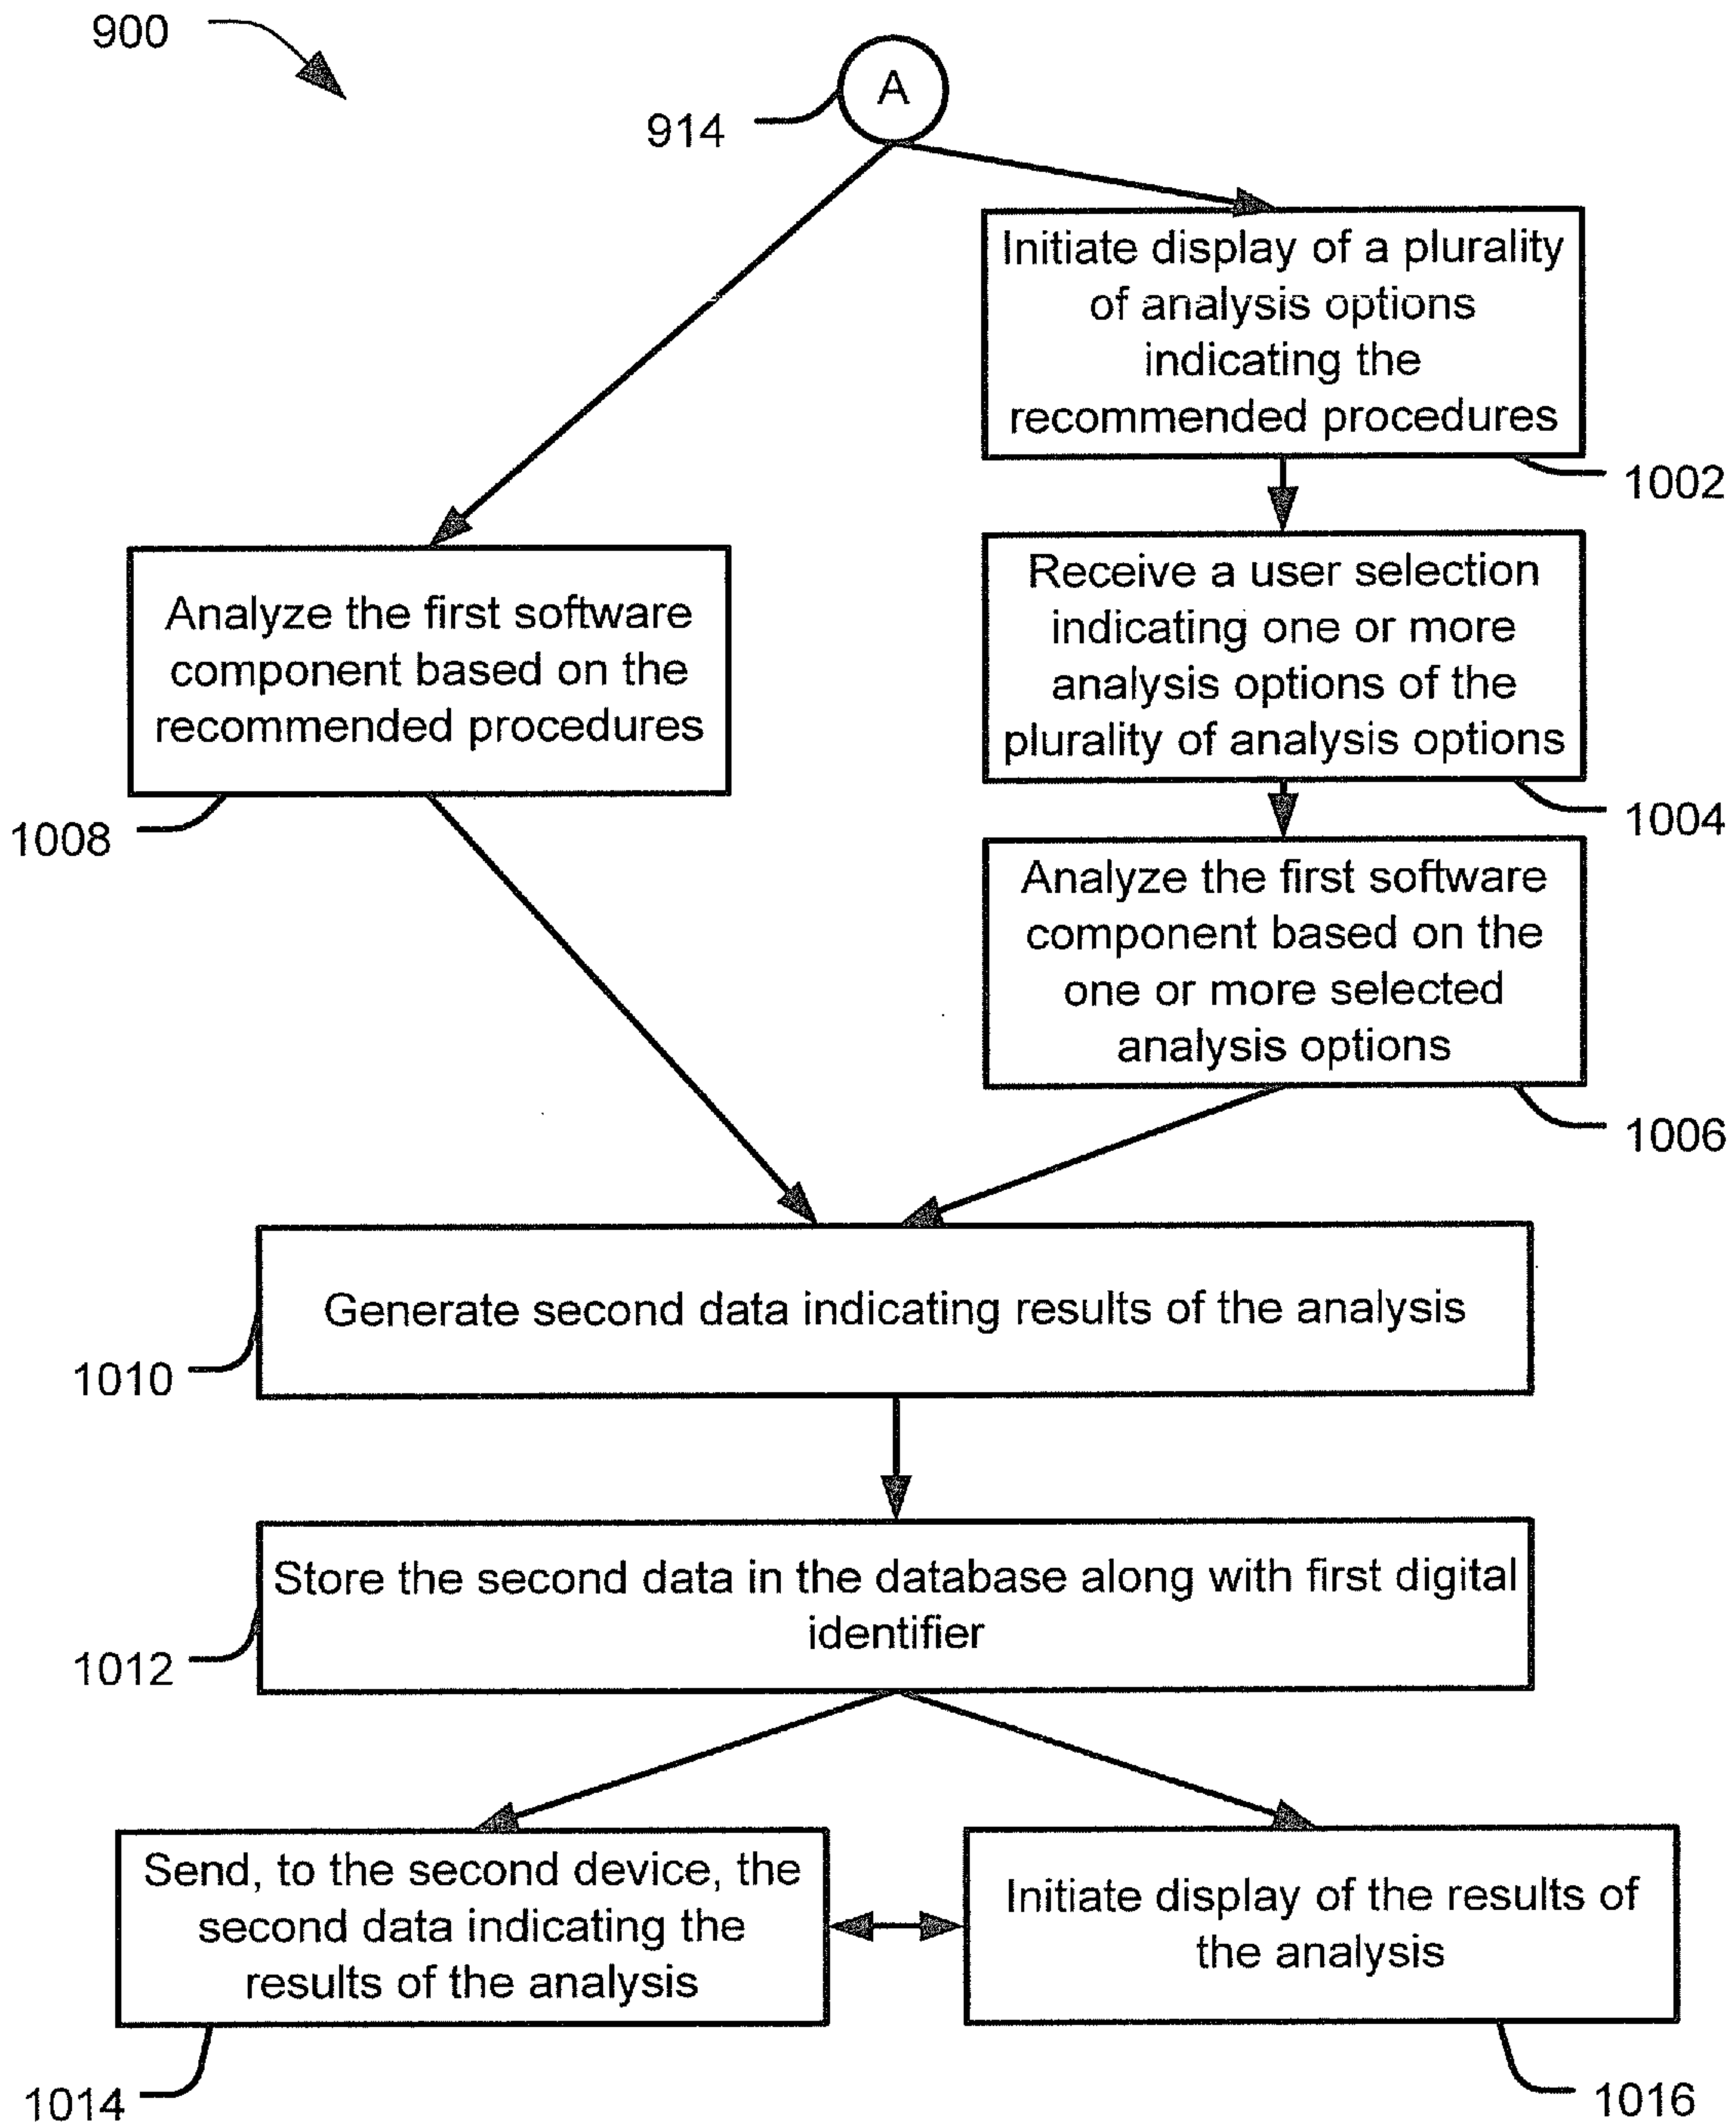 900
A
914
Initiate display of a plurality
of analysis options
indicating the
recommended procedures
1002
Receive a user selection
indicating one or more
analysis options of the
plurality of analysis options
1004
Analyze the first software
component based on the
recommended procedures
1008
Analyze the first software
component based on the
one or more selected
analysis options
1006
Generate second data indicating results of the analysis
1010
Store the second data in the database along with first digital
identifier
1012
Send, to the second device, the
second data indicating the
results of the analysis
1014
Initiate display of the results of
the analysis
1016